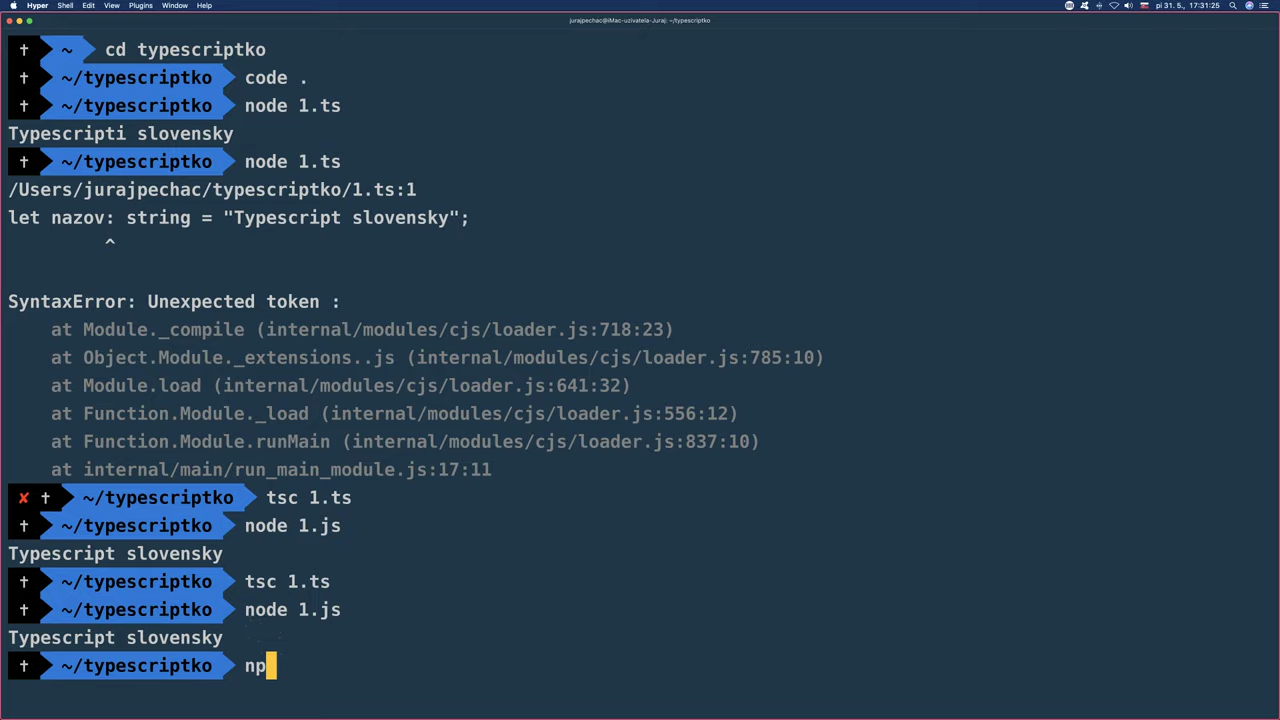 Hyper Shell Edit View Plugins Window Help pi 31. 5., 17:31:25
jurajpechac@iMac-uzivatela-Juraj: ~/typescriptko
† ~ cd typescriptko
† ~/typescriptko code .
† ~/typescriptko node 1.ts
Typescripti slovensky
† ~/typescriptko node 1.ts
/Users/jurajpechac/typescriptko/1.ts:1
let nazov: string = "Typescript slovensky";
^
SyntaxError: Unexpected token :
at Module._compile (internal/modules/cjs/loader.js:718:23)
at Object.Module._extensions..js (internal/modules/cjs/loader.js:785:10)
at Module.load (internal/modules/cjs/loader.js:641:32)
at Function.Module._load (internal/modules/cjs/loader.js:556:12)
at Function.Module.runMain (internal/modules/cjs/loader.js:837:10)
at internal/main/run_main_module.js:17:11
✘ † ~/typescriptko tsc 1.ts
† ~/typescriptko node 1.js
Typescript slovensky
† ~/typescriptko tsc 1.ts
† ~/typescriptko node 1.js
Typescript slovensky
† ~/typescriptko np